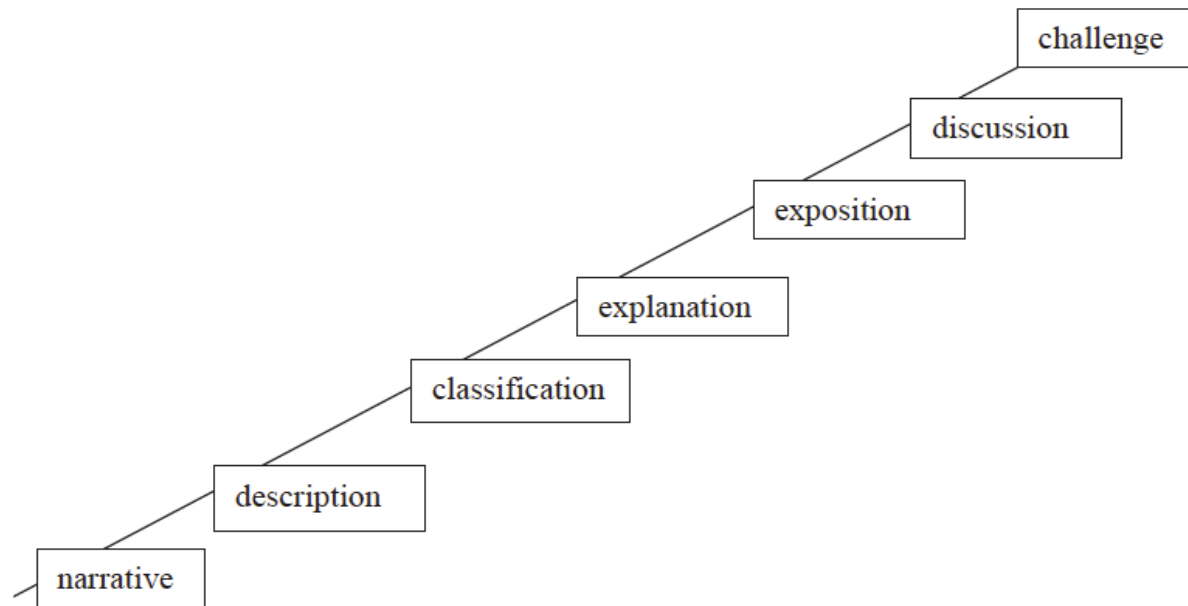 challenge
discussion
exposition
explanation
classification
description
narrative